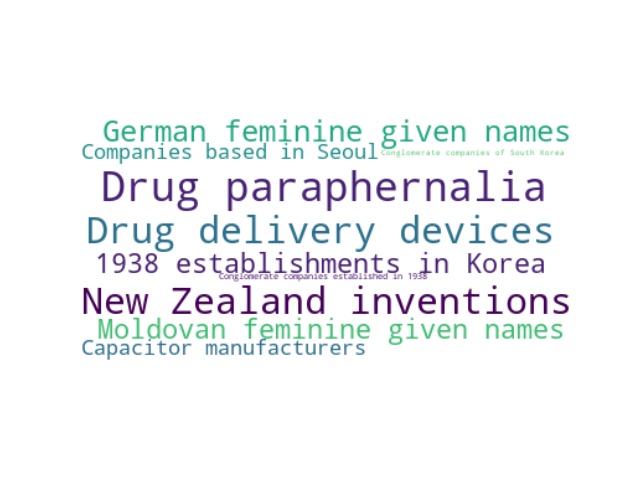 German feminine given names
Companies based in Seoul
Conglomerate companies of South Korea
Drug paraphernalia
Drug delivery devices
1938 establishments in Korea
Conglomerate companies established in 1938
New Zealand inventions
Moldovan feminine given names
Capacitor manufacturers